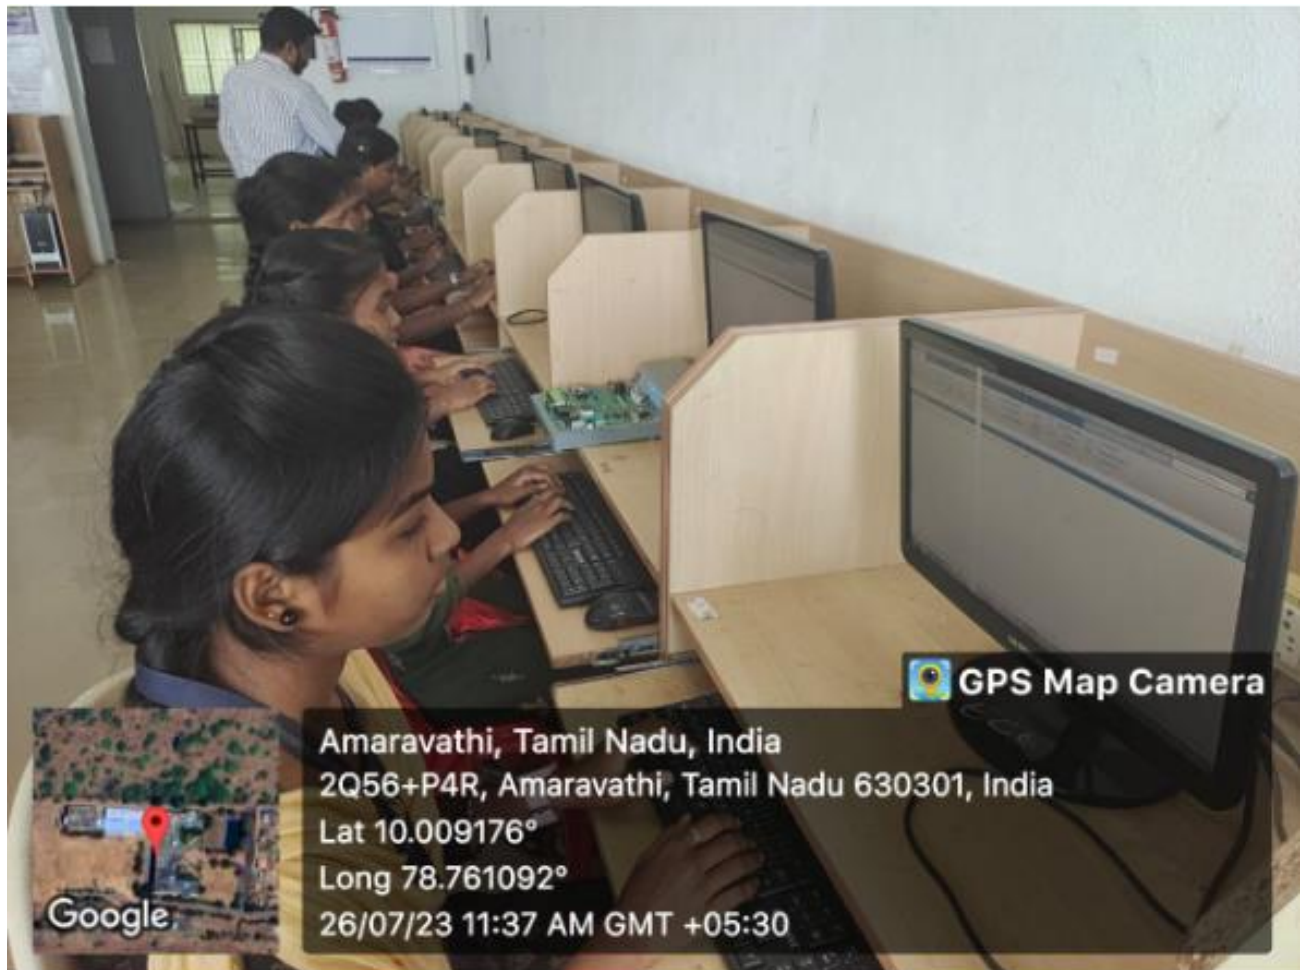 GPS Map Camera
Amaravathi, Tamil Nadu, India
2Q56+P4R, Amaravathi, Tamil Nadu 630301, India
Lat 10.009176°
Long 78.761092°
26/07/23 11:37 AM GMT +05:30
Google